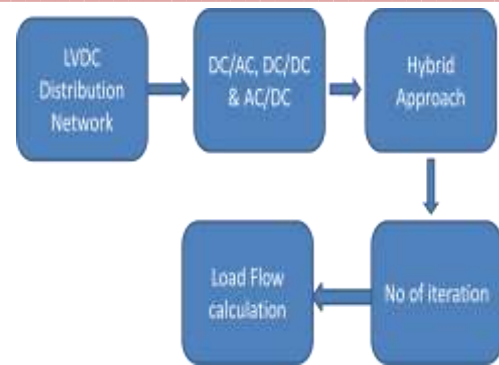 LVDC
Distribution
Network
DC/AC, DC/DC
& AC/DC
Hybrid
Approach
No of iteration
Load Flow
calculation